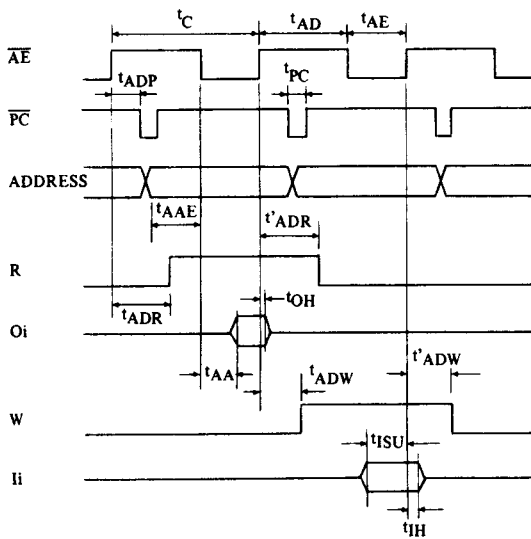 tC tAD tAE
AE
tADP tPC
PC
ADDRESS
tAAE t'ADR
R
tADR tOH
Oi
tAA tADW t'ADW
W
tISU
Ii
tIH